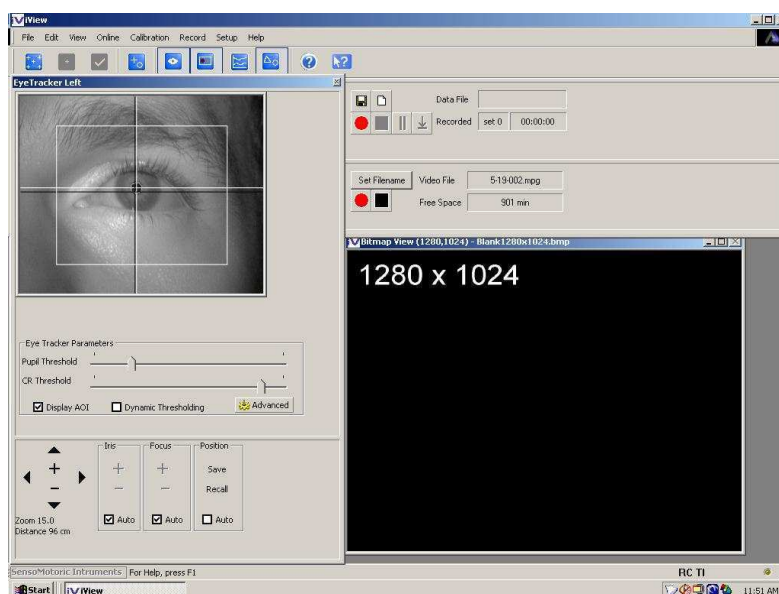 iView
File Edit View Online Calibration Record Setup Help
EyeTracker Left
Data File
Recorded set 0 00:00:00
Set Filename Video File 5-19-002.mpg
Free Space 901 min
Bitmap View (1280,1024) - Blank1280x1024.bmp
1280 x 1024
Eye Tracker Parameters
Pupil Threshold
CR Threshold
Display AOI Dynamic Thresholding Advanced
Iris Focus Position
Save
Recall
Auto Auto Auto
Zoom 15.0
Distance 96 cm
SensoMotoric Intruments For Help, press F1 RC TI
Start iView 11:51 AM